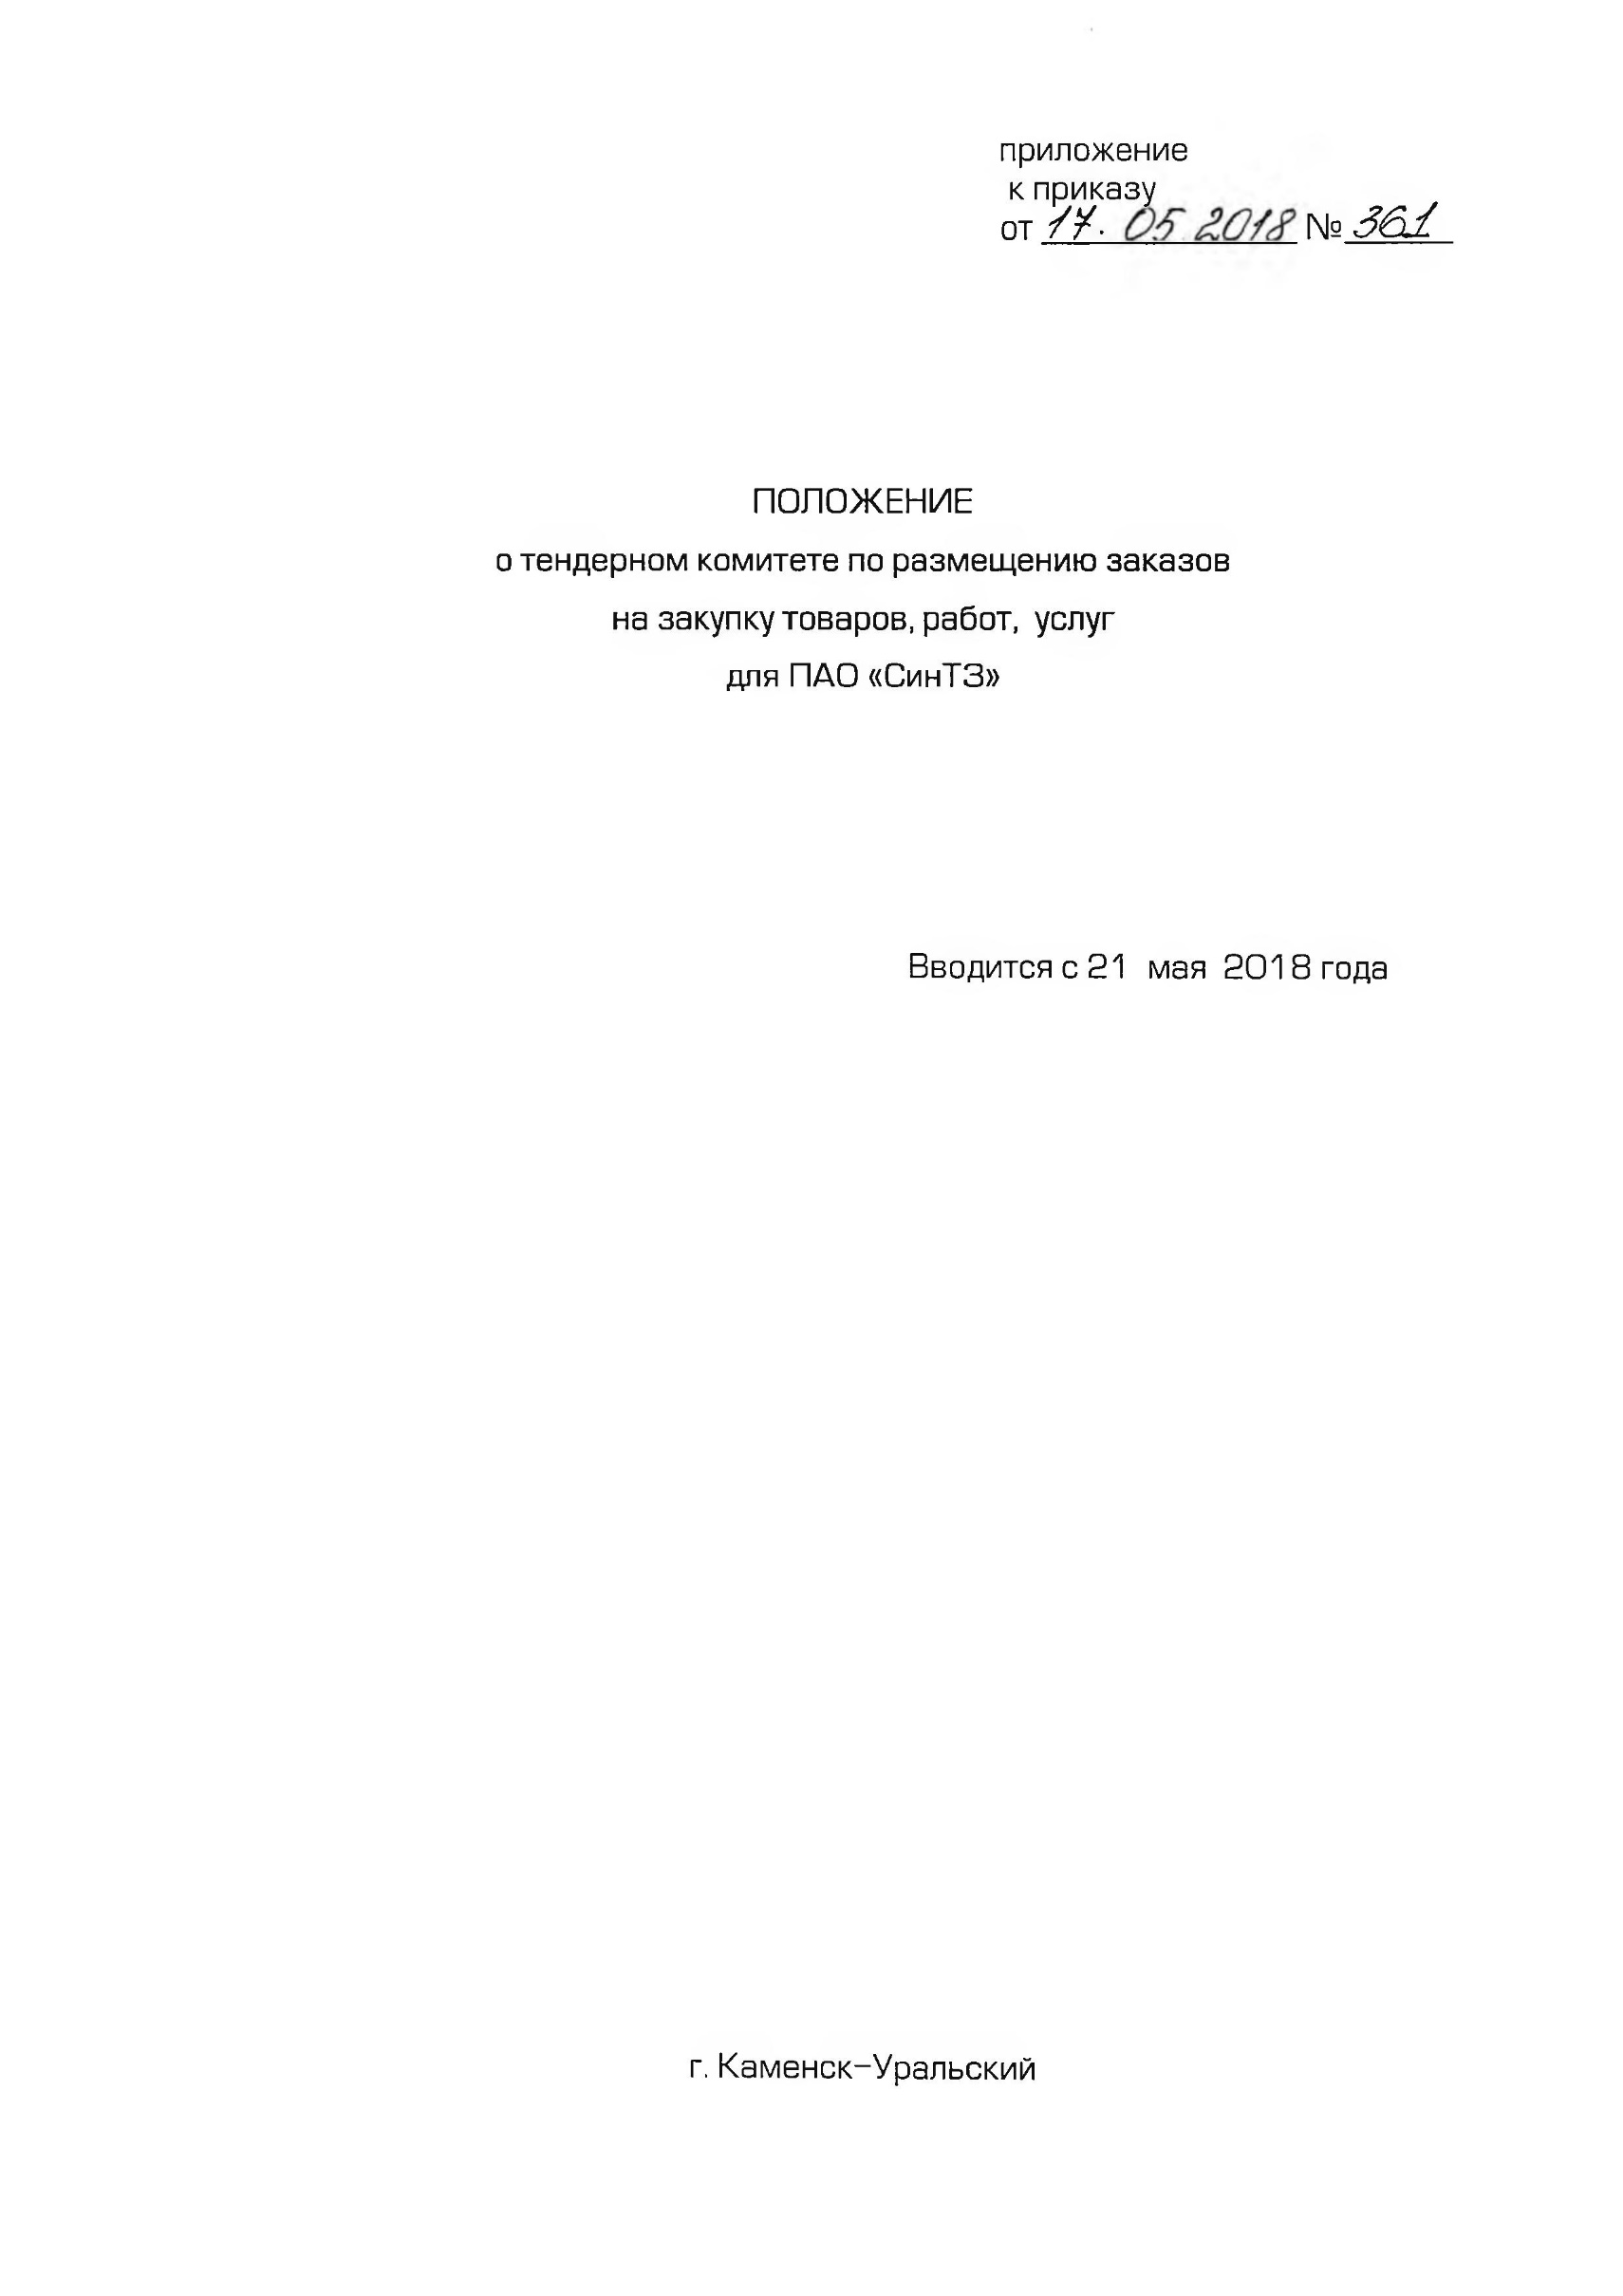 приложение
к приказу
от 17. 05 2018 № 361
ПОЛОЖЕНИЕ
о тендерном комитете по размещению заказов
на закупку товаров, работ, услуг
для ПАО «СинТЗ»
Вводится с 21 мая 2018 года
г. Каменск-Уральский